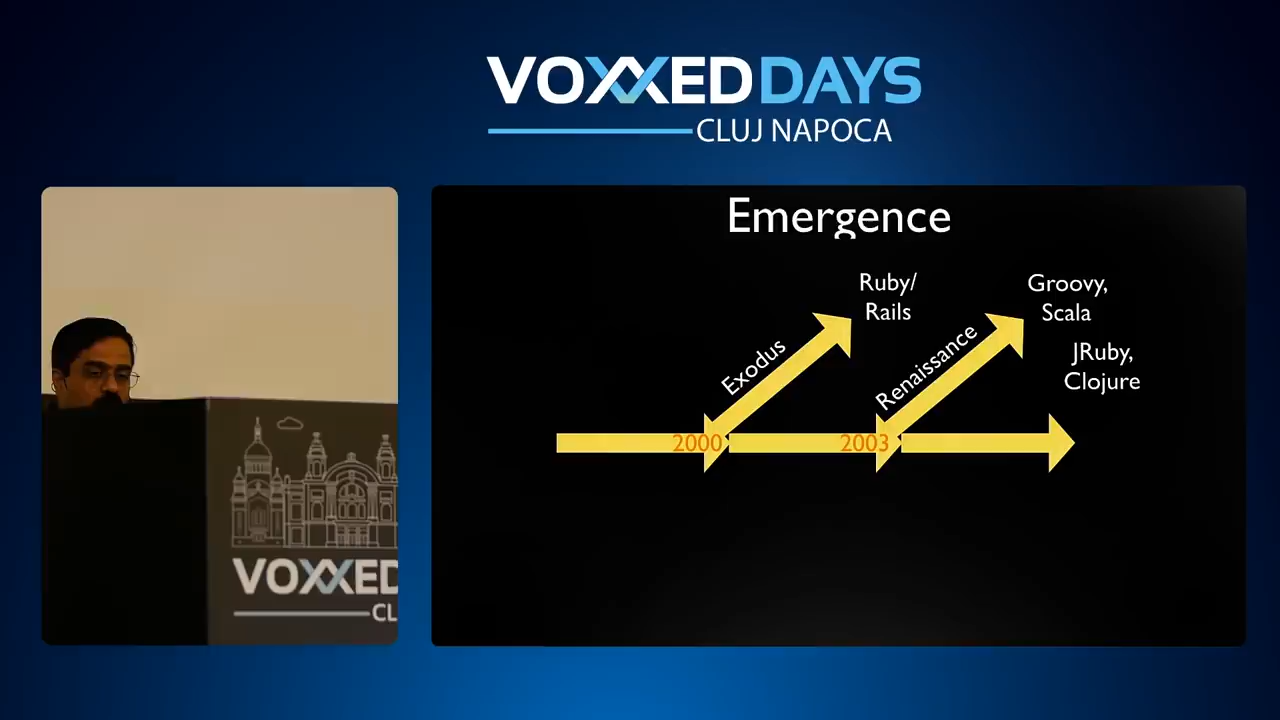 VOXXEDDAYS
CLUJ NAPOCA
Emergence
Ruby/
Rails
Groovy,
Scala
JRuby,
Clojure
Exodus
Renaissance
2000
2003
VOXXED
CL